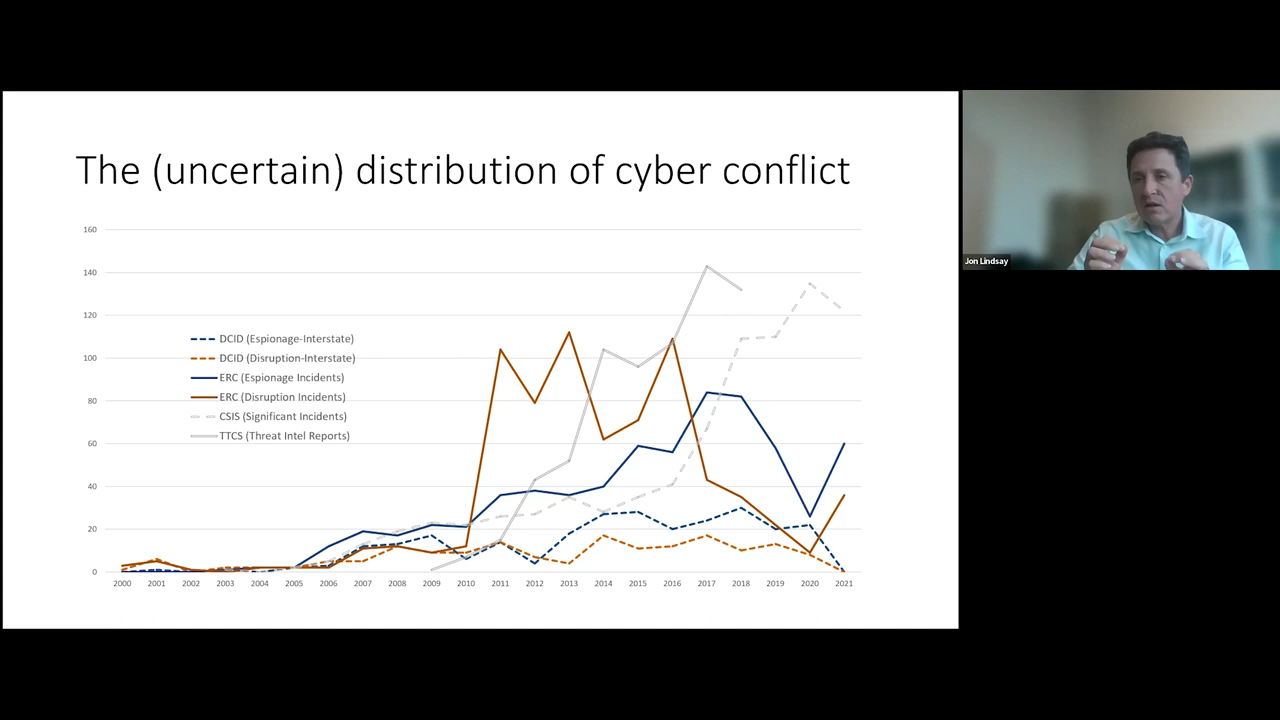 The (uncertain) distribution of cyber conflict
160
140
120
100
80
60
40
20
0
DCID (Espionage-Interstate)
DCID (Disruption-Interstate)
ERC (Espionage Incidents)
ERC (Disruption Incidents)
CSIS (Significant Incidents)
TTCS (Threat Intel Reports)
2000 2001 2002 2003 2004 2005 2006 2007 2008 2009 2010 2011 2012 2013 2014 2015 2016 2017 2018 2019 2020 2021
Jon Lindsay